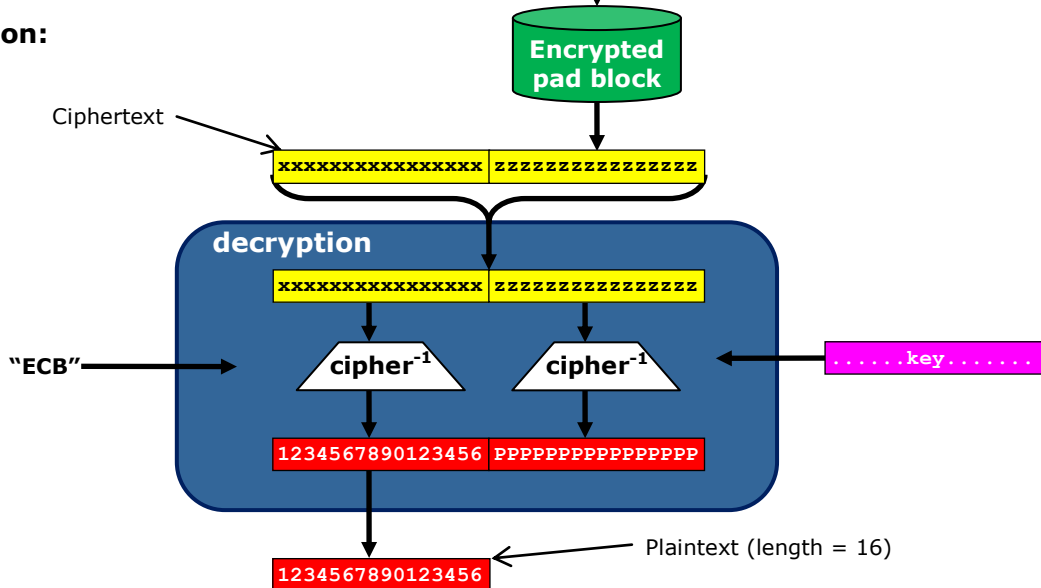 on:
Encrypted
pad block
Ciphertext
xxxxxxxxxxxxxxxx zzzzzzzzzzzzzzzz
decryption
xxxxxxxxxxxxxxxx zzzzzzzzzzzzzzzz
“ECB” cipher-1 cipher-1 ......key.......
1234567890123456 PPPPPPPPPPPPPPPP
Plaintext (length = 16)
1234567890123456